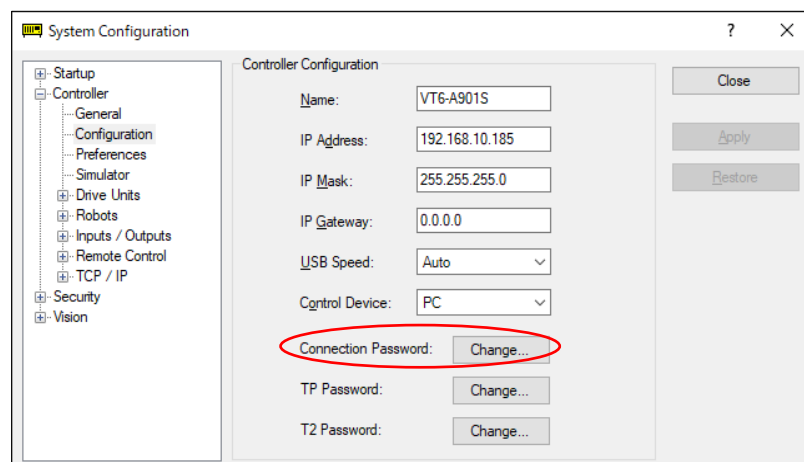 System Configuration
? ×
Startup
Controller
General
Configuration
Preferences
Simulator
Drive Units
Robots
Inputs / Outputs
Remote Control
TCP / IP
Security
Vision
Controller Configuration
Name: VT6-A901S
IP Address: 192.168.10.185
IP Mask: 255.255.255.0
IP Gateway: 0.0.0.0
USB Speed: Auto
Control Device: PC
Connection Password: Change...
TP Password: Change...
T2 Password: Change...
Close
Apply
Restore